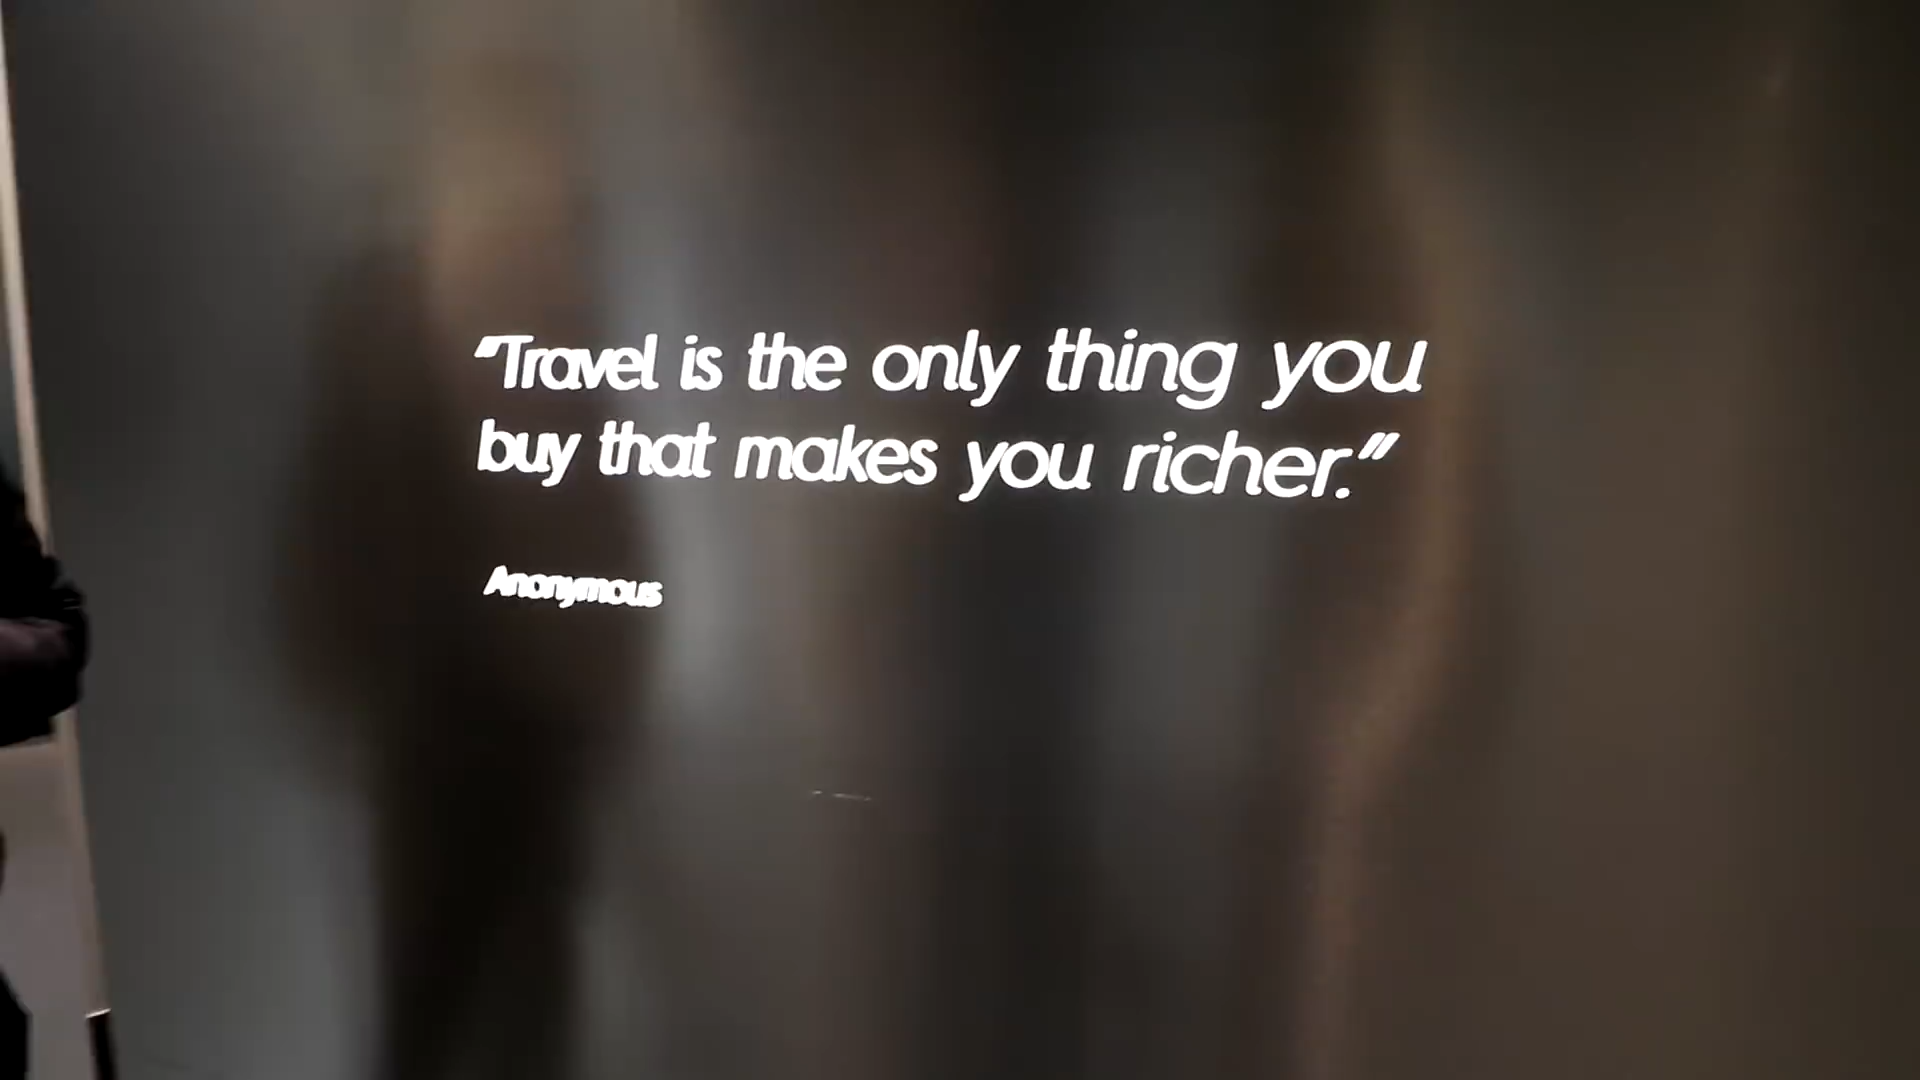 “Travel is the only thing you
buy that makes you richer.”
Anonymous